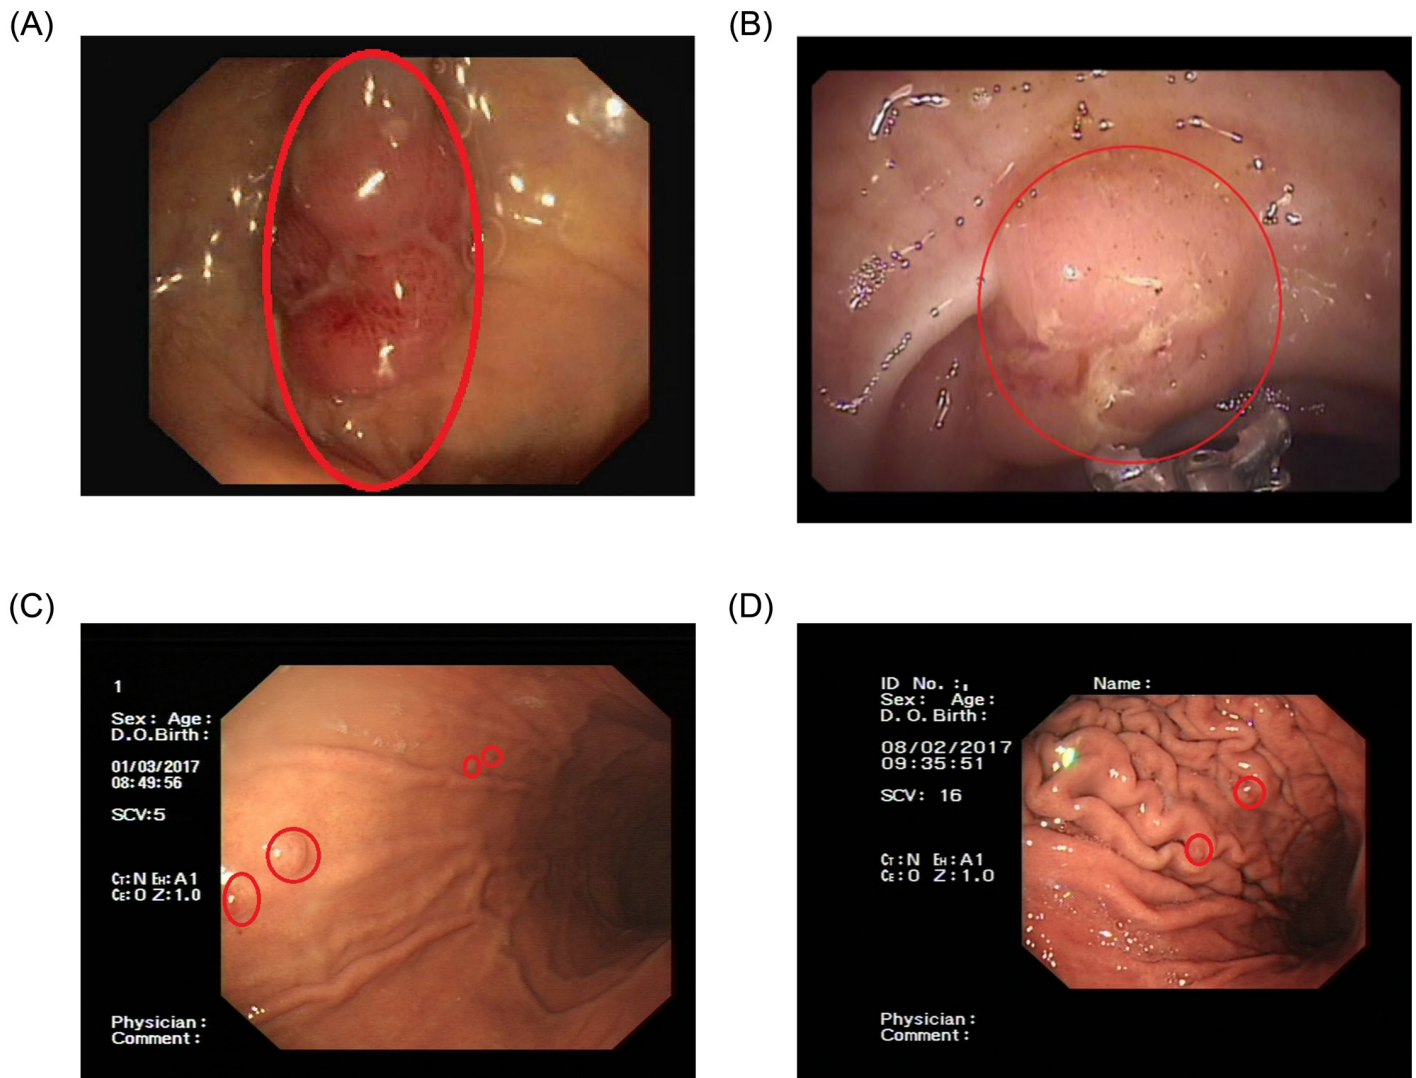 (A)
(B)
(C)
1
Sex: Age:
D.O.Birth:
01/03/2017
08:49:56
SCV:5
CT:N EH:A1
CE:0 Z:1.0
Physician:
Comment:
(D)
ID No.:
Name:
Sex: Age:
D.O.Birth:
08/02/2017
09:35:51
SCV: 16
CT:N EH:A1
CE:0 Z:1.0
Physician:
Comment: